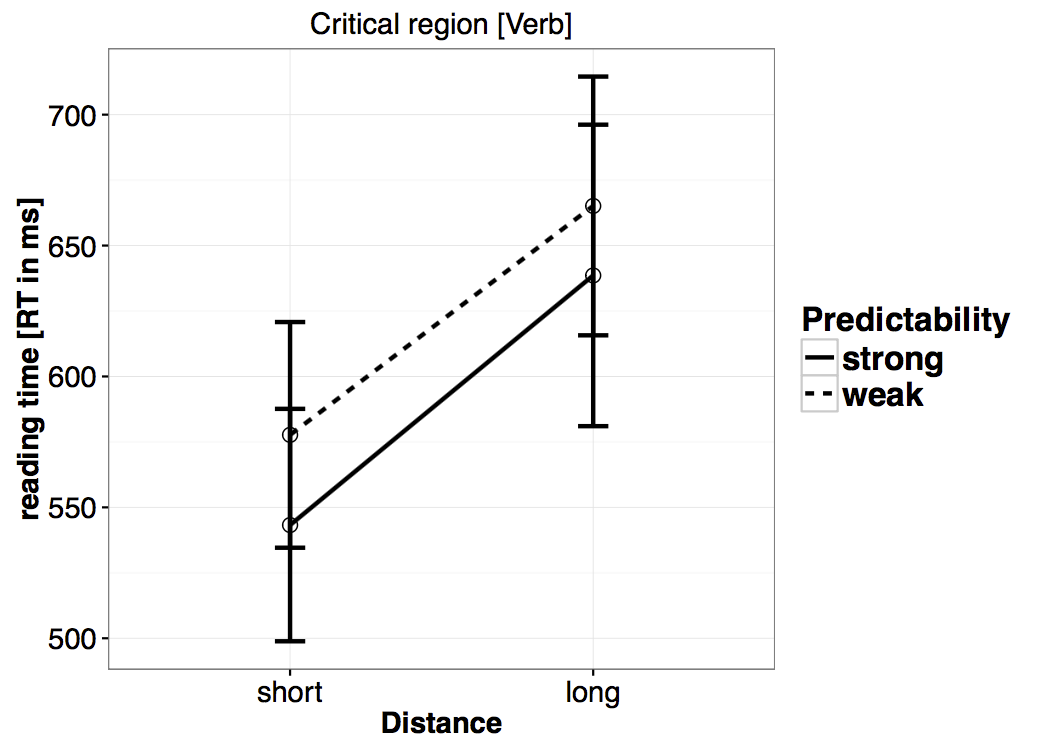 Critical region [Verb]
reading time [RT in ms]
700
650
600
550
500
short long
Distance
Predictability
strong
weak